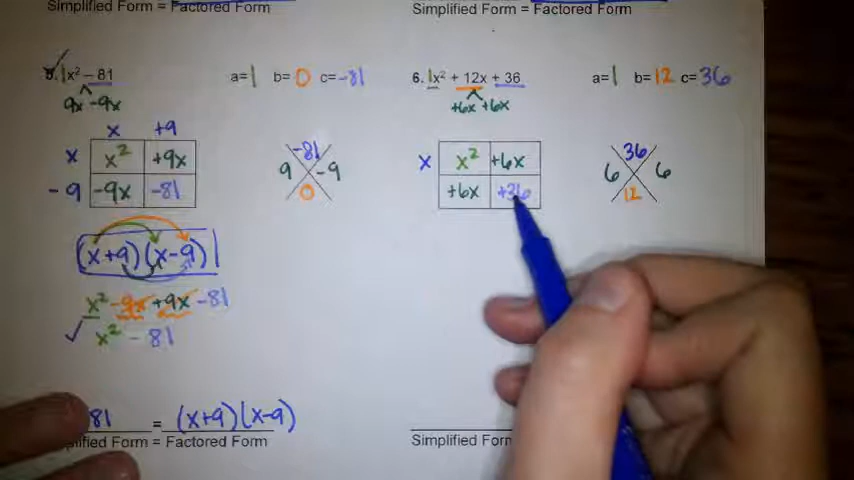 Simplified Form = Factored Form
Simplified Form = Factored Form
5. 1x² - 81
a=1 b=0 c=-81
9x -9x
x +9
x x² +9x
-9 -9x -81
-81
9 -9
0
(x+9)(x-9)
x² -9x +9x -81
✓ x² - 81
81 = (x+9)(x-9)
Form = Factored Form
6. 1x² + 12x + 36
a=1 b=12 c=36
+6x +6x
x x² +6x
+6x +36
36
6 6
12
Simplified Form